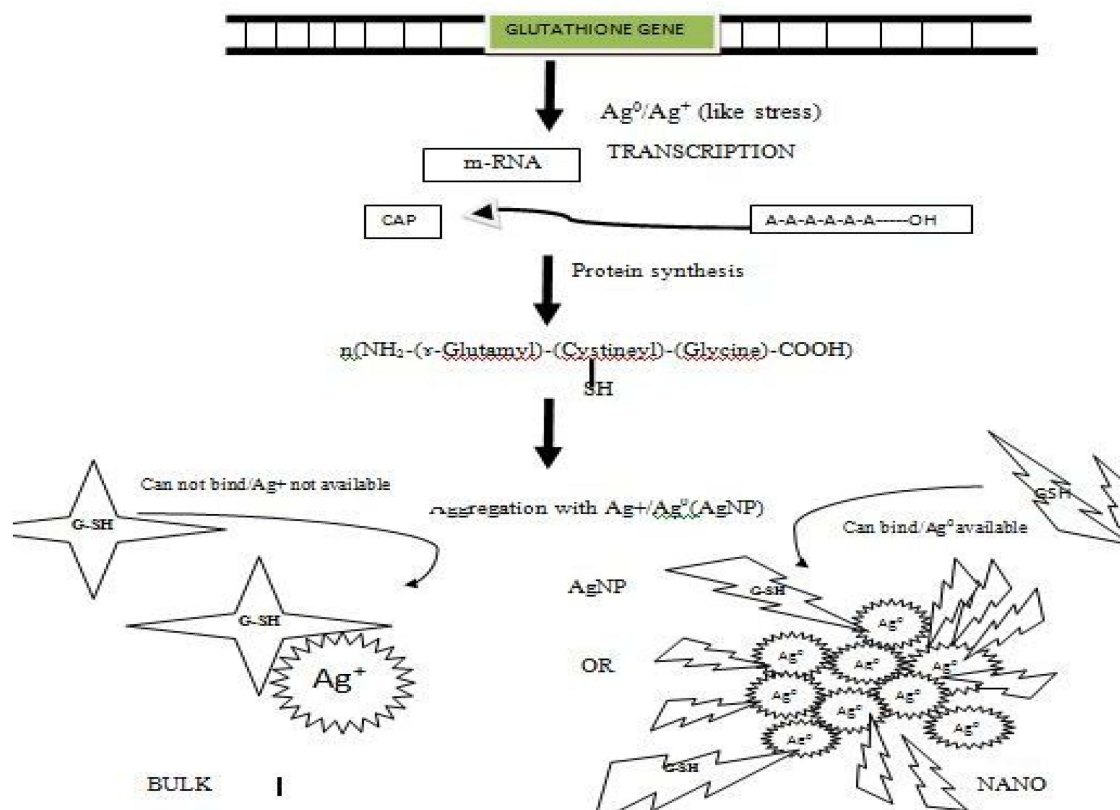 GLUTATHIONE GENE
Ag⁰/Ag⁺ (like stress)
TRANSCRIPTION
m-RNA
CAP
A-A-A-A-A-A-----OH
Protein synthesis
n(NH₂-(γ-Glutamyl)-(Cystineyl)-(Glycine)-COOH)
SH
Can not bind/Ag+ not available
G-SH
Aggregation with Ag+/Ag⁰(AgNP)
GSH
Can bind/Ag⁰ available
AgNP
G-SH
G-SH
Ag⁰
OR
Ag⁰
Ag⁰
Ag⁰
Ag⁺
Ag⁰
Ag⁰
Ag⁰
Ag⁰
Ag⁰
G-SH
BULK
NANO